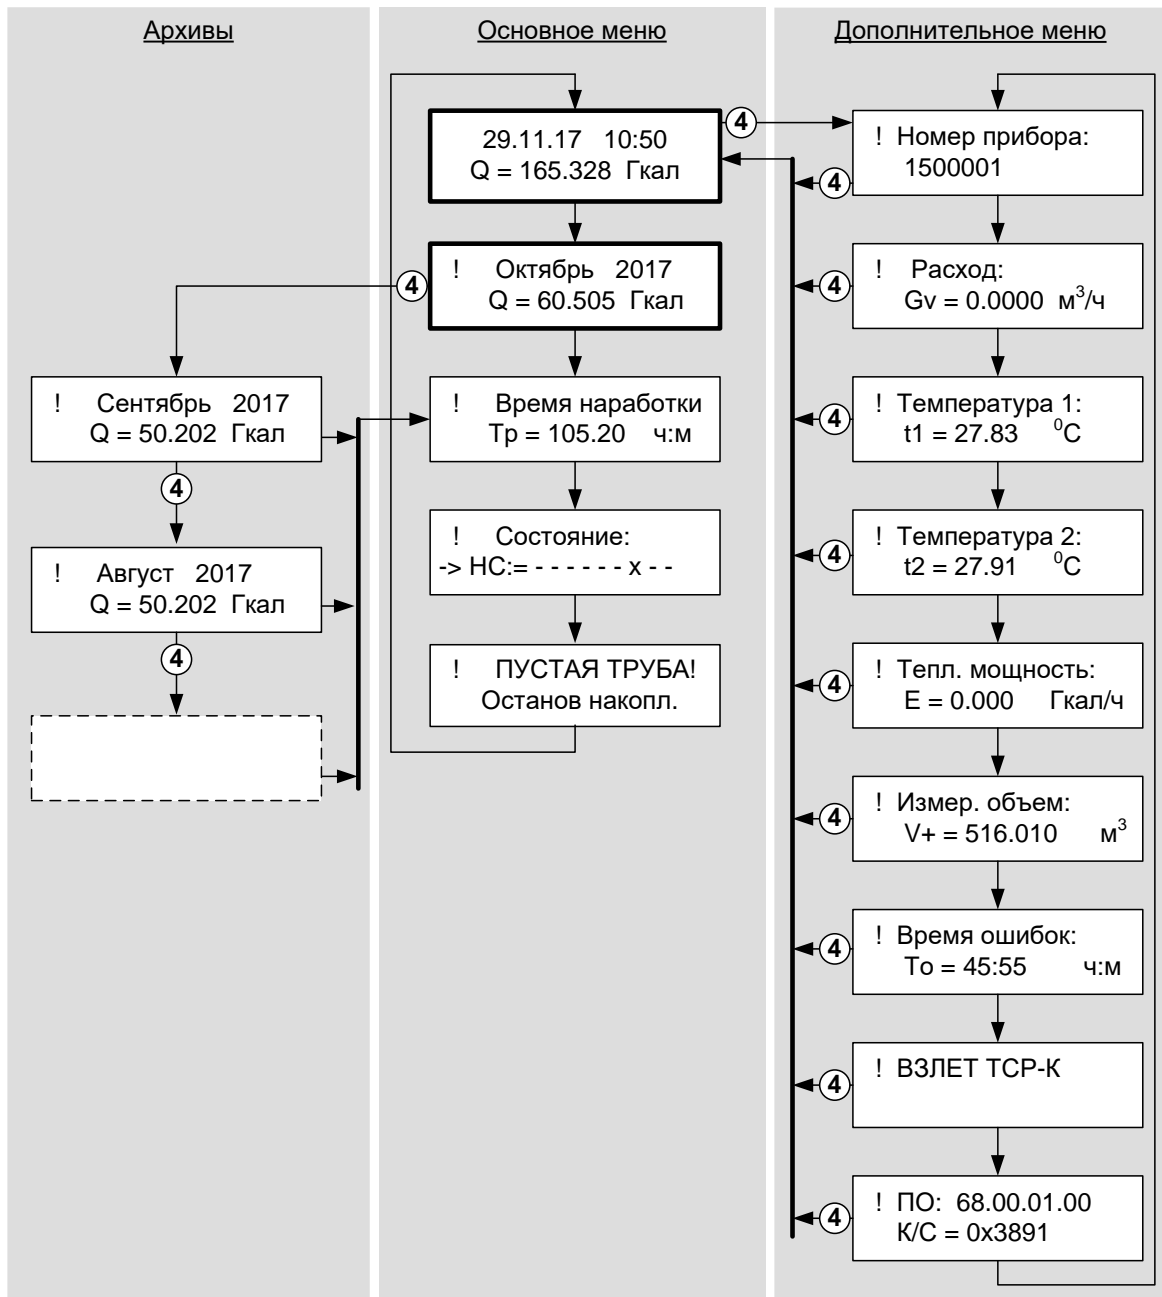 Архивы
Сентябрь 2017
! Q = 50.202 Гкал
4
! Август 2017
Q = 50.202 Гкал
4
Основное меню
29.11.17 10:50
Q = 165.328 Гкал
4
! Октябрь 2017
Q = 60.505 Гкал
4
! Время наработки
Тр = 105.20 ч:м
! Состояние:
-> НС:= - - - - - - x - -
! ПУСТАЯ ТРУБА!
Останов накопл.
Дополнительное меню
! Номер прибора:
1500001
4
! Расход:
Gv = 0.0000 м³/ч
4
! Температура 1:
t1 = 27.83 ⁰С
4
! Температура 2:
t2 = 27.91 ⁰С
4
! Тепл. мощность:
E = 0.000 Гкал/ч
4
! Измер. объем:
V+ = 516.010 м³
4
! Время ошибок:
То = 45:55 ч:м
4
! ВЗЛЕТ ТСР-К
4
! ПО: 68.00.01.00
К/С = 0x3891
4